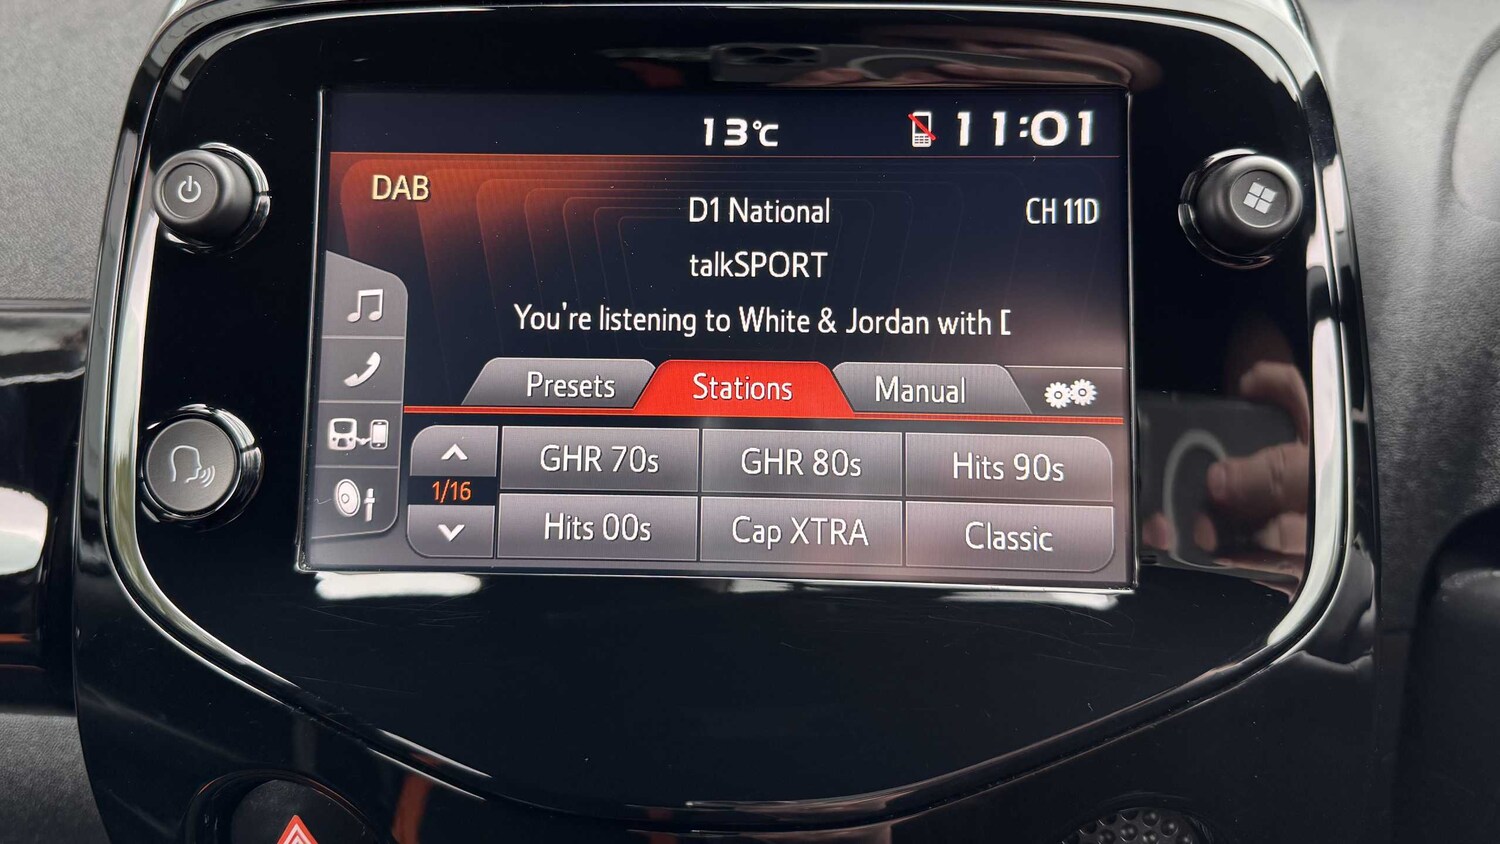 13°C 11:01
DAB
D1 National CH 11D
talkSPORT
You're listening to White & Jordan with
Presets Stations Manual
GHR 70s GHR 80s Hits 90s
1/16
Hits 00s Cap XTRA Classic